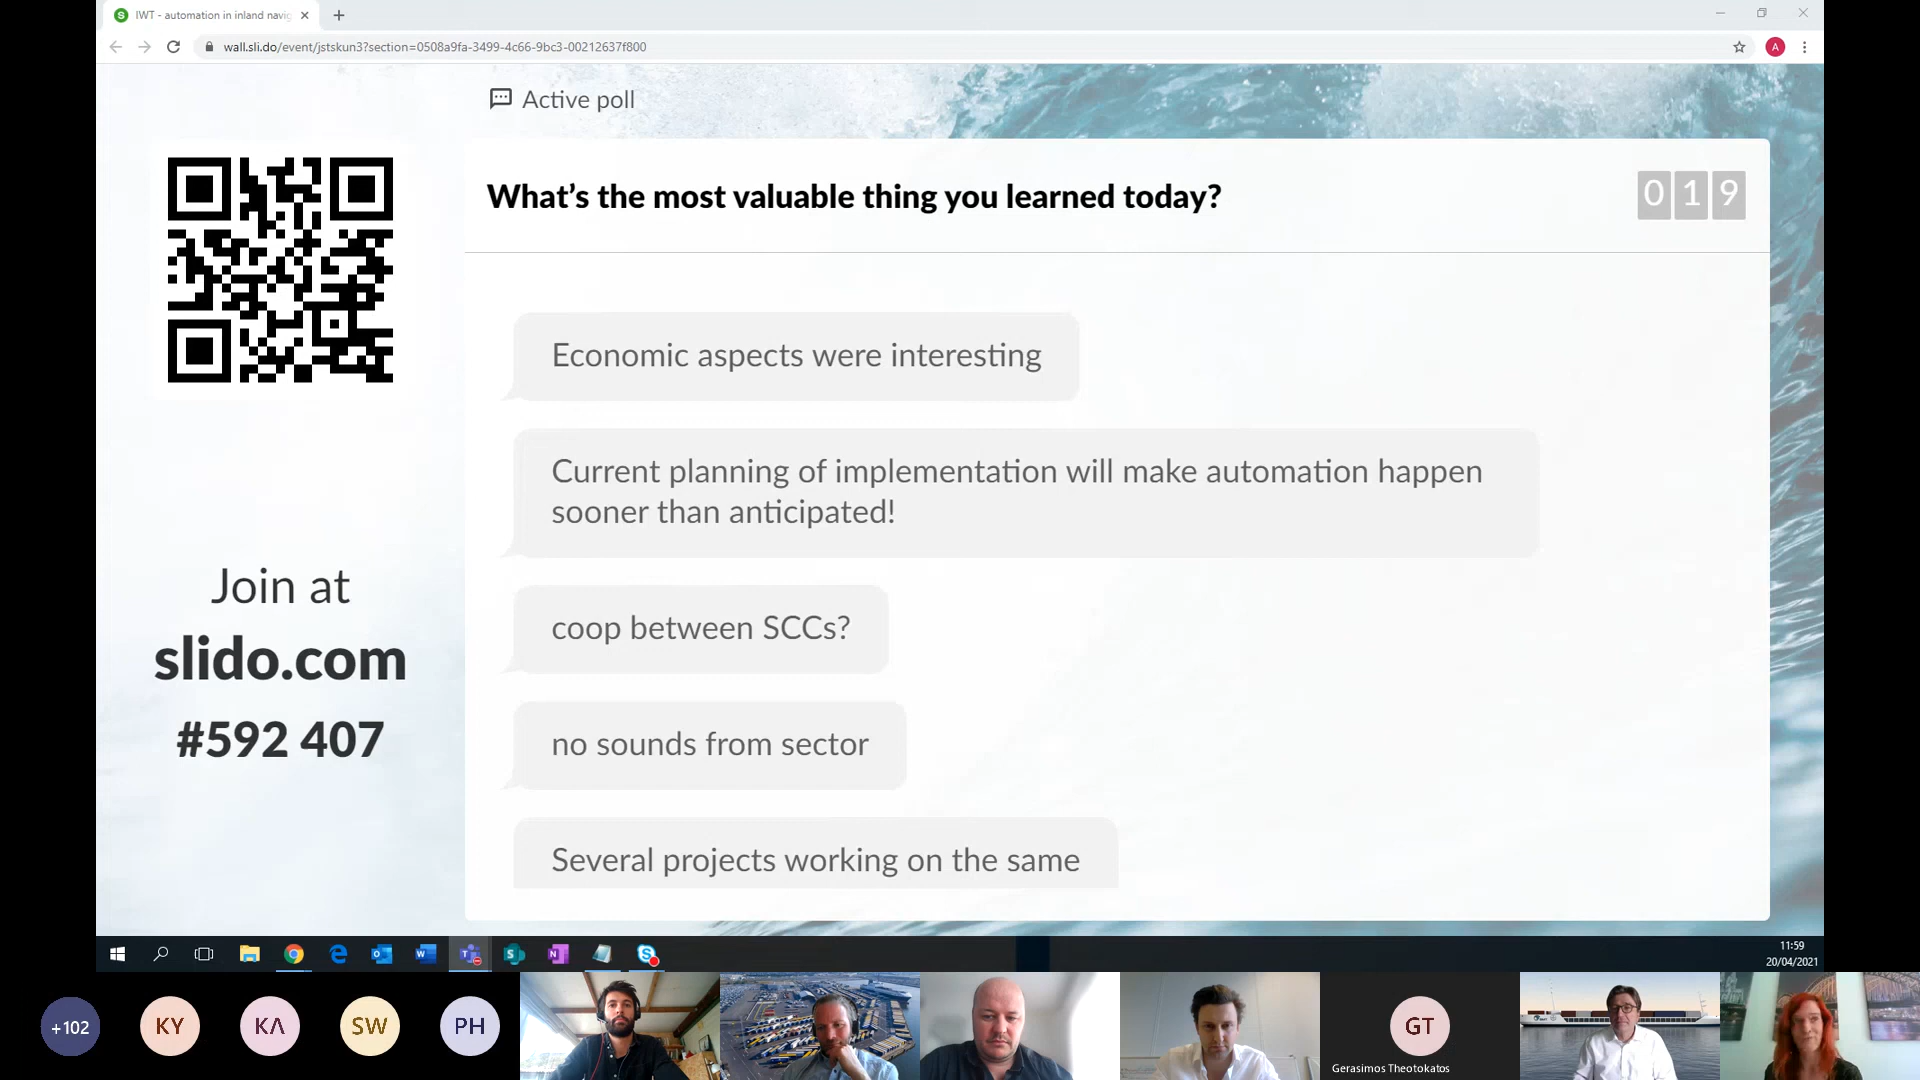 IWT - automation in inland navig
wall.sli.do/event/jstskun3?section=0508a9fa-3499-4c66-9bc3-00212637f800
A
Active poll
What's the most valuable thing you learned today?
019
Economic aspects were interesting
Current planning of implementation will make automation happen
sooner than anticipated!
coop between SCCs?
no sounds from sector
Several projects working on the same
Join at
slido.com
#592 407
11:59
20/04/2021
+102
KY
KΛ
SW
PH
GT
Gerasimos Theotokatos